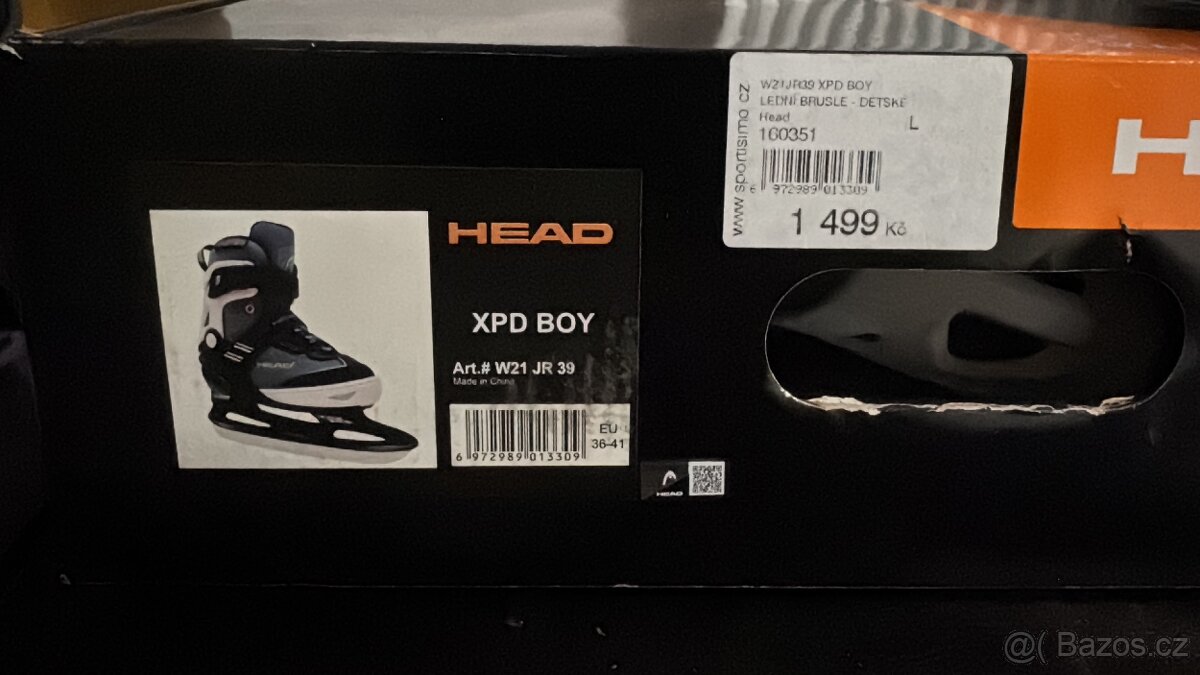 W21JR39 XPD BOY
LEDNÍ BRUSLE - DĚTSKÉ
Head
L
160351
6 972989 013309
1 499 Kč
www.sportisimo.cz
H
HEAD
XPD BOY
HEAD
Art.# W21 JR 39
Made in China
EU
36-41
6 972989 013309
HEAD
@( Bazos.cz